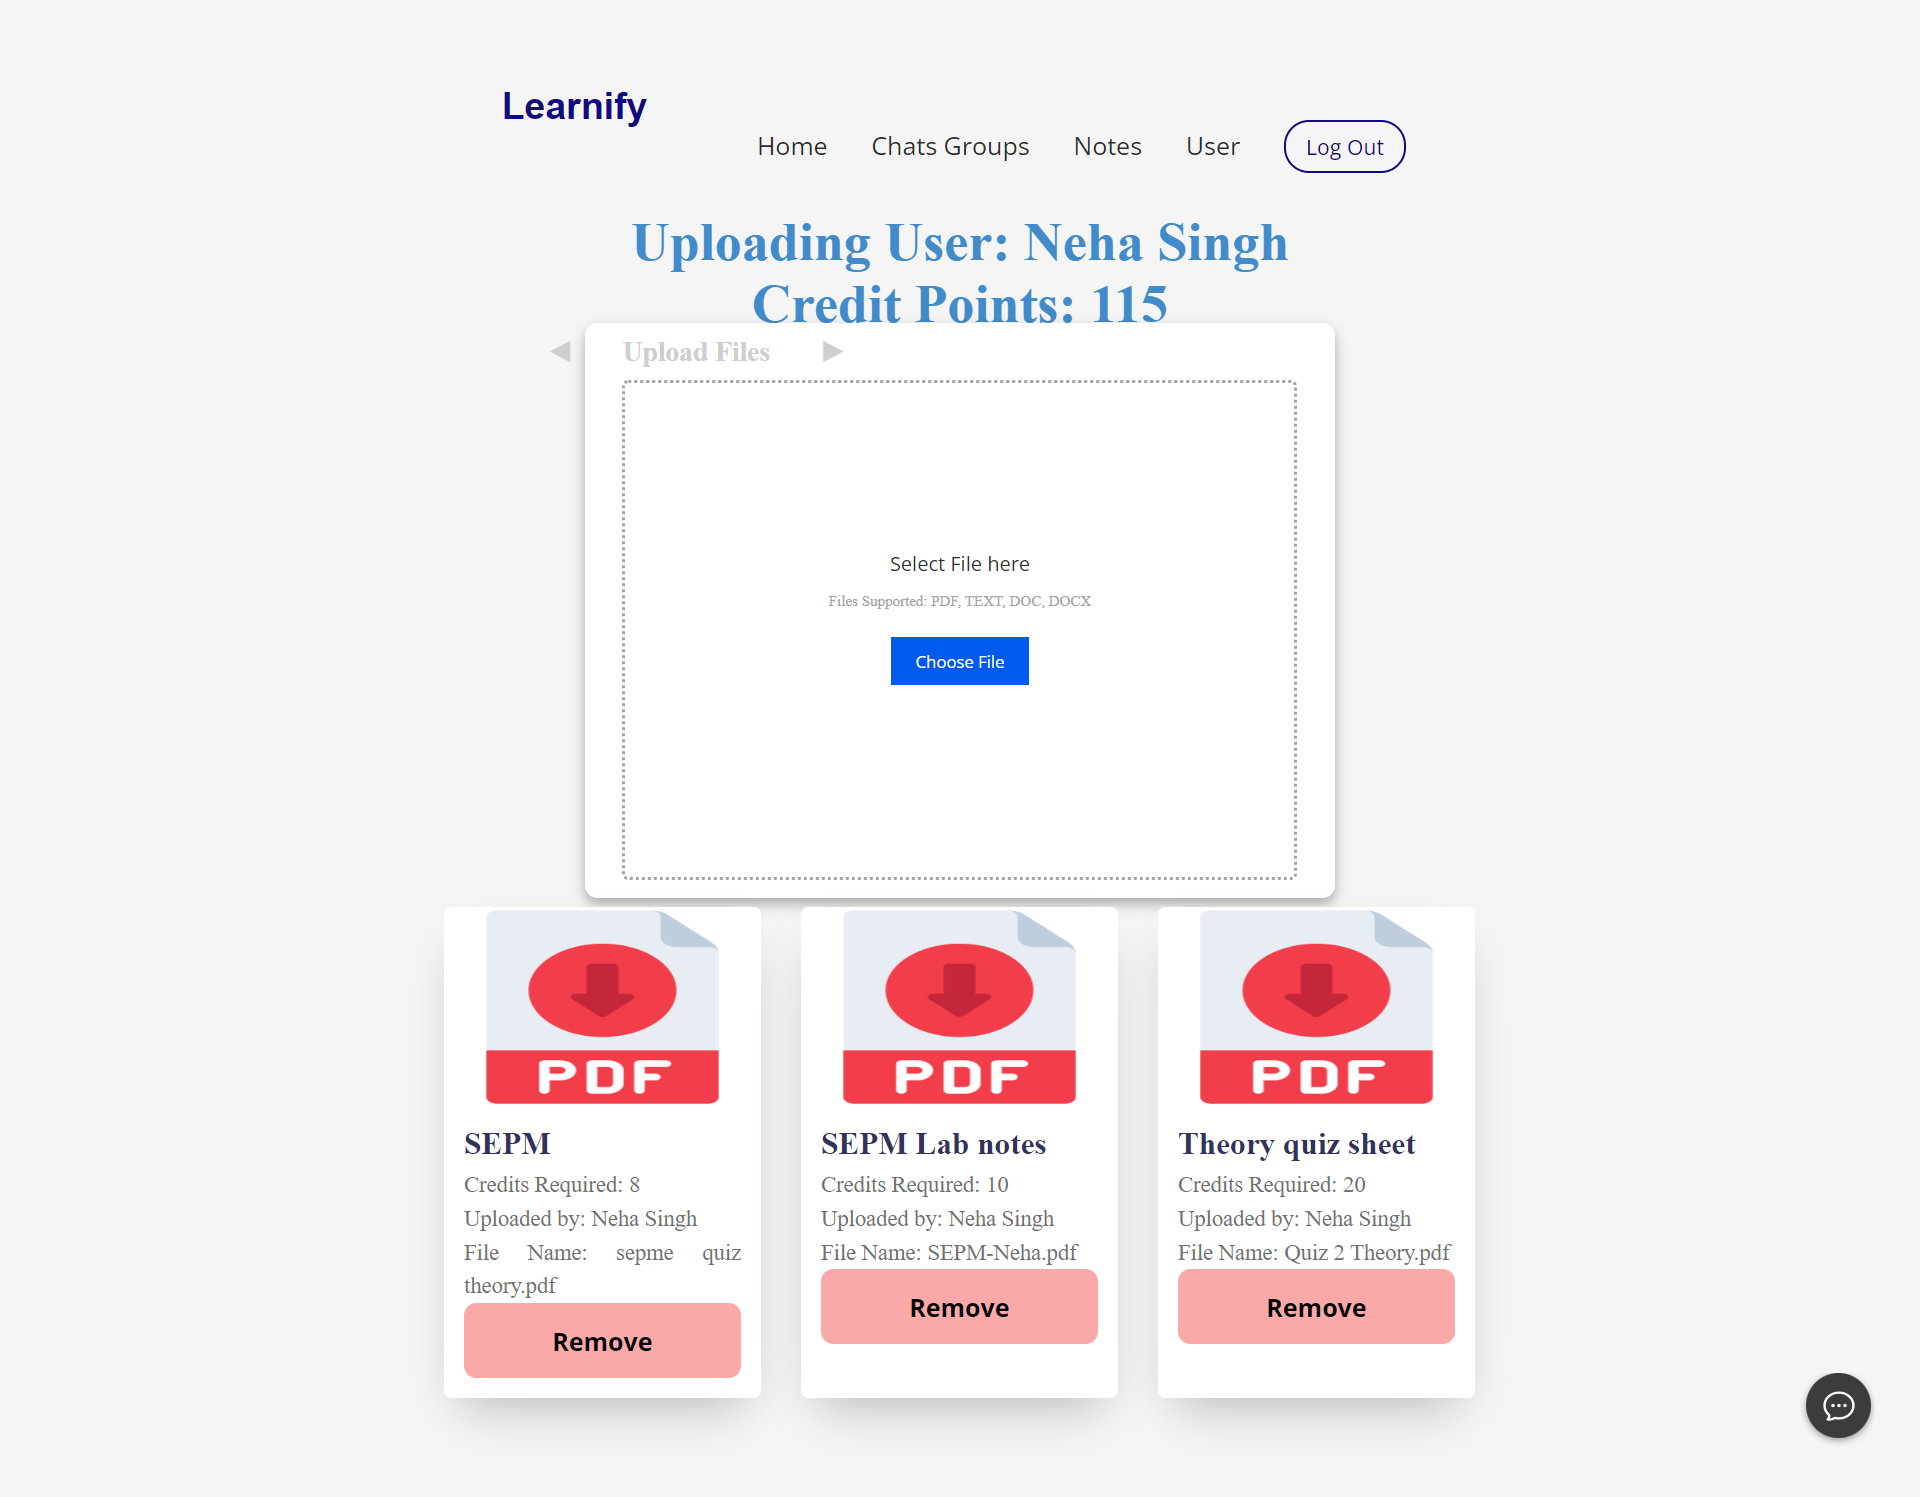 Learnify
Home Chats Groups Notes User Log Out
Uploading User: Neha Singh
Credit Points: 115
◀ Upload Files ▶
Select File here
Files Supported: PDF, TEXT, DOC, DOCX
Choose File
PDF
SEPM
Credits Required: 8
Uploaded by: Neha Singh
File Name: sepme quiz
theory.pdf
Remove
PDF
SEPM Lab notes
Credits Required: 10
Uploaded by: Neha Singh
File Name: SEPM-Neha.pdf
Remove
PDF
Theory quiz sheet
Credits Required: 20
Uploaded by: Neha Singh
File Name: Quiz 2 Theory.pdf
Remove